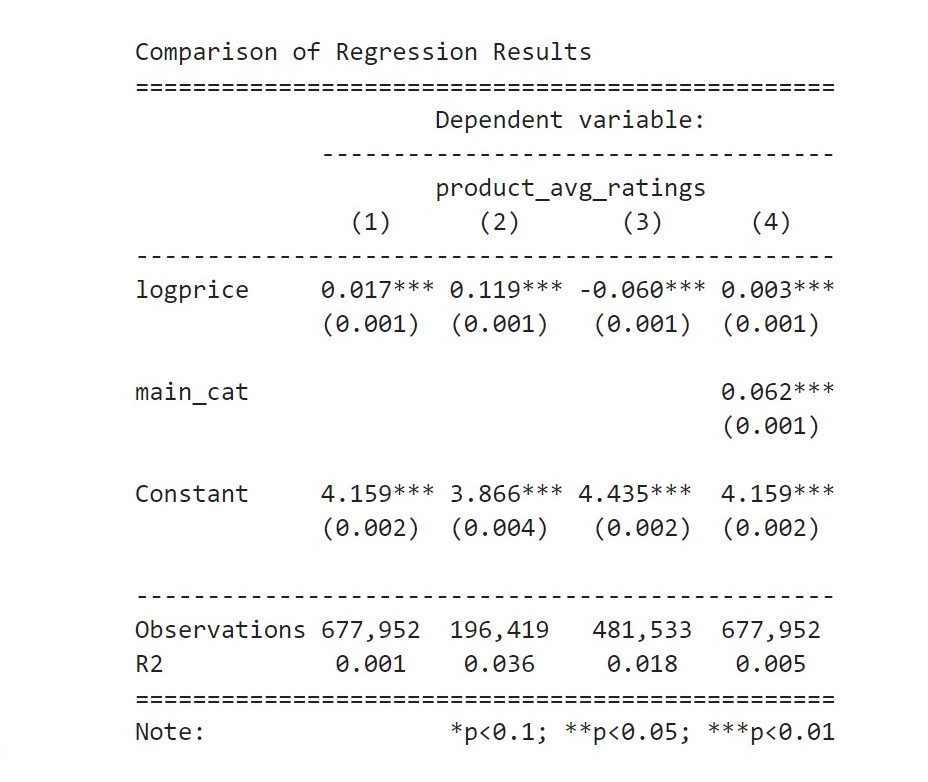 Comparison of Regression Results
=================================================
Dependent variable:
------------------------------------
product_avg_ratings
(1) (2) (3) (4)
-------------------------------------------------
logprice 0.017*** 0.119*** -0.060*** 0.003***
(0.001) (0.001) (0.001) (0.001)
main_cat 0.062***
(0.001)
Constant 4.159*** 3.866*** 4.435*** 4.159***
(0.002) (0.004) (0.002) (0.002)
-------------------------------------------------
Observations 677,952 196,419 481,533 677,952
R2 0.001 0.036 0.018 0.005
=================================================
Note: *p<0.1; **p<0.05; ***p<0.01